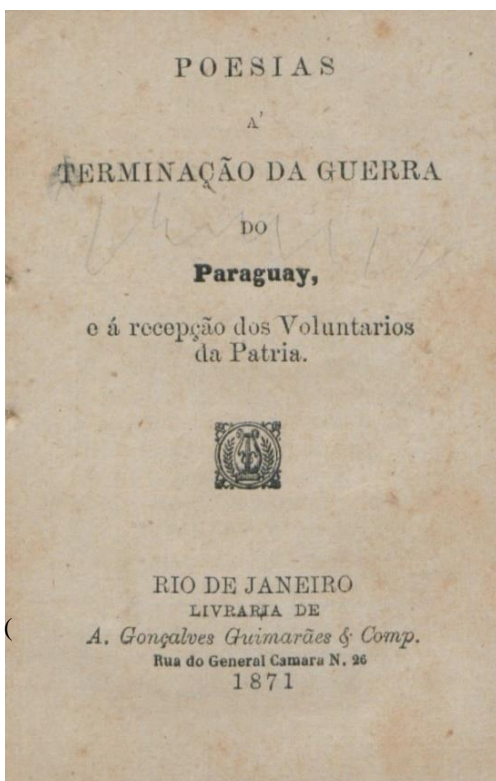 POESIAS
A'
TERMINAÇÃO DA GUERRA
DO
Paraguay,
e á recepção dos Voluntarios
da Patria.
RIO DE JANEIRO
LIVRARIA DE
A. Gonçalves Guimarães & Comp.
Rua do General Camara N. 26
1871